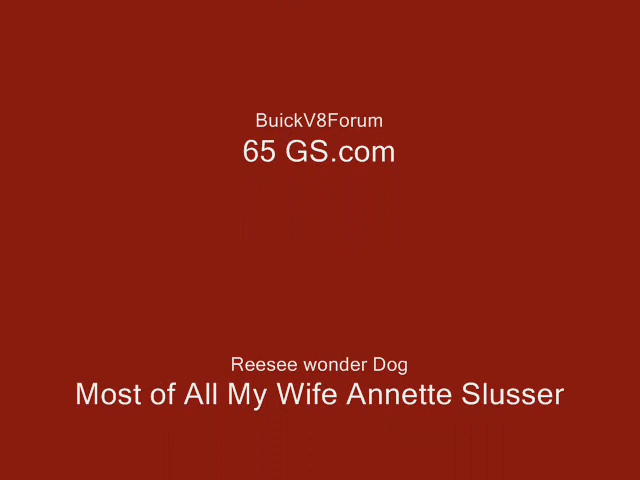 BuickV8Forum
65 GS.com
Reesee wonder Dog
Most of All My Wife Annette Slusser